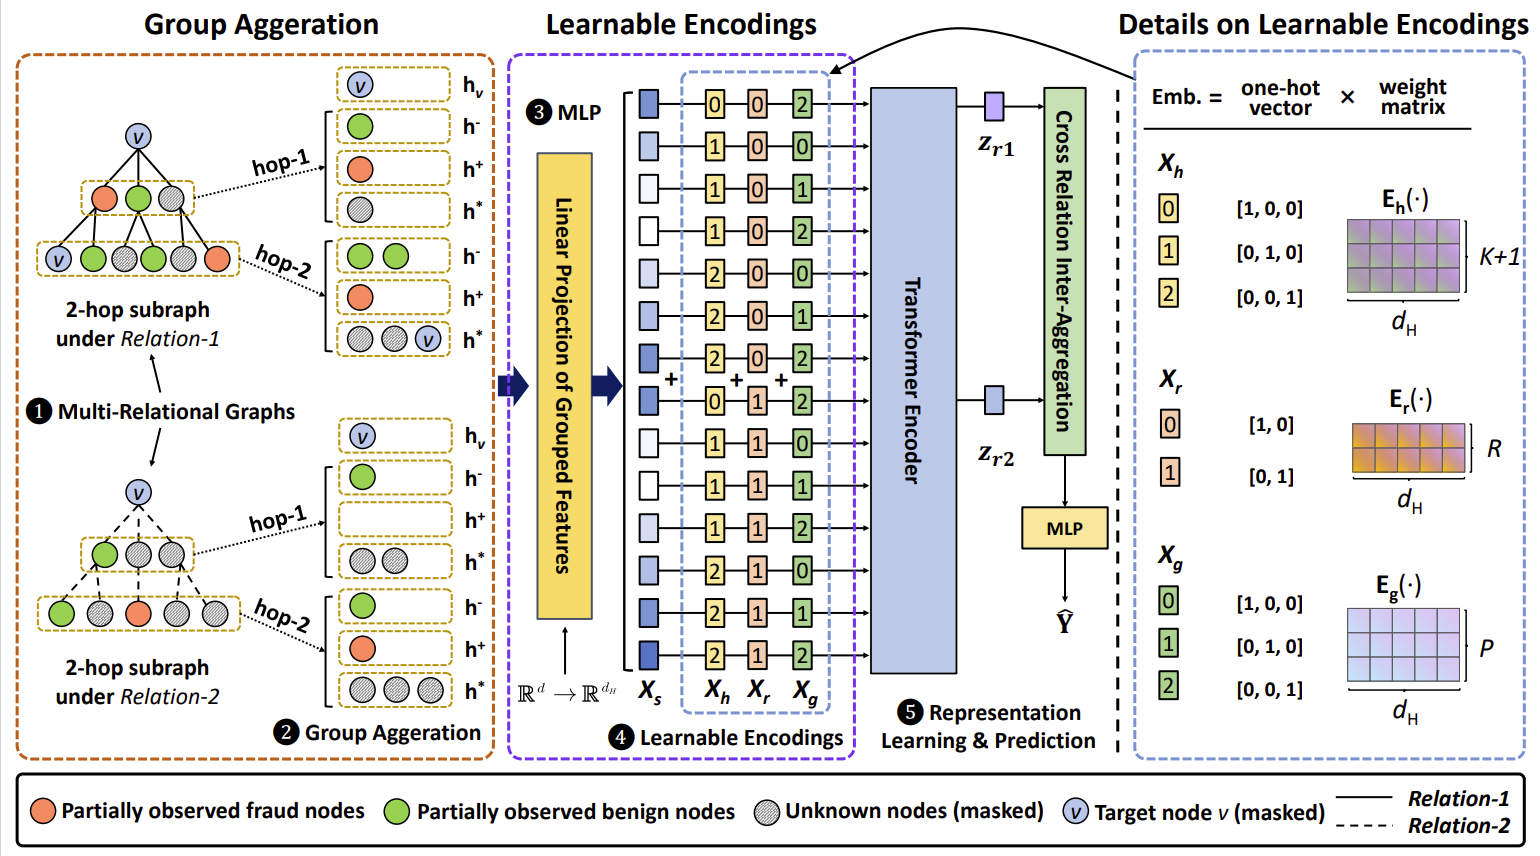 Group Aggeration
v
hop-1
hop-2
v
2-hop subraph
under Relation-1
v
h_v
h-
h+
h*
h-
h+
v
h*
❶ Multi-Relational Graphs
v
hop-1
hop-2
2-hop subraph
under Relation-2
v
h_v
h-
h+
h*
h-
h+
h*
❷ Group Aggeration
Learnable Encodings
❸ MLP
Linear Projection of Grouped Features
ℝ^d → ℝ^{d_H}
0 0 2
1 0 0
1 0 1
1 0 2
2 0 0
2 0 1
2 0 2
+ + +
0 1 2
1 1 0
1 1 1
1 1 2
2 1 0
2 1 1
2 1 2
X_s X_h X_r X_g
❹ Learnable Encodings
Transformer Encoder
z_{r1}
z_{r2}
Cross Relation Inter-Aggregation
MLP
Ŷ
❺ Representation
Learning & Prediction
Details on Learnable Encodings
Emb. = one-hot vector × weight matrix
X_h
0 [1, 0, 0]
1 [0, 1, 0]
2 [0, 0, 1]
E_h(·)
K+1
d_H
X_r
0 [1, 0]
1 [0, 1]
E_r(·)
R
d_H
X_g
0 [1, 0, 0]
1 [0, 1, 0]
2 [0, 0, 1]
E_g(·)
P
d_H
Partially observed fraud nodes
Partially observed benign nodes
Unknown nodes (masked)
v Target node v (masked)
Relation-1
Relation-2